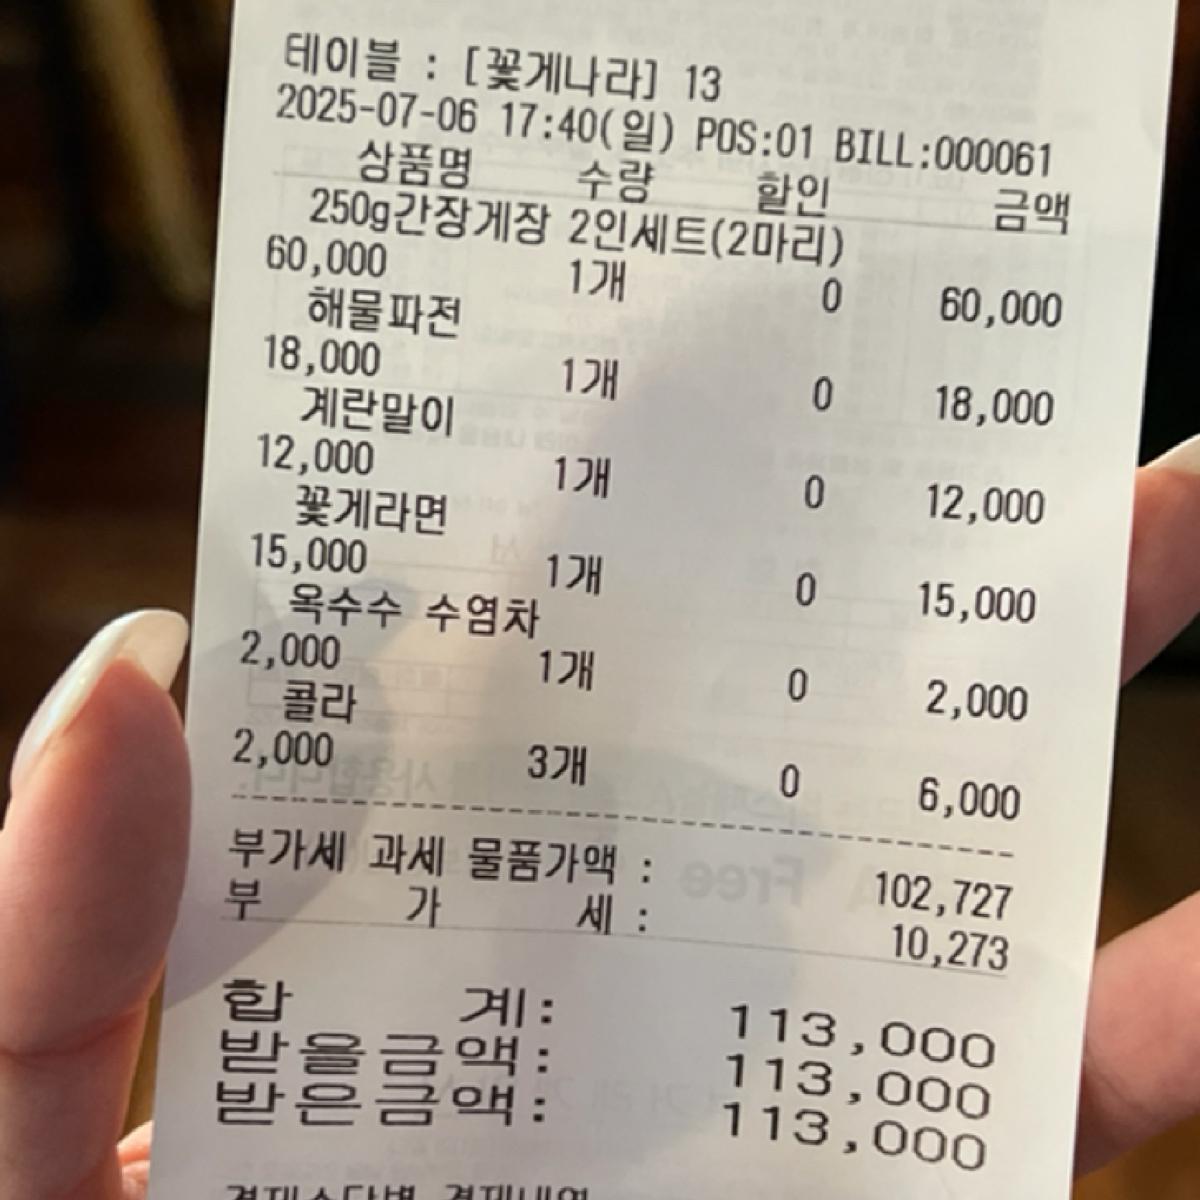 테이블 : [꽃게나라] 13
2025-07-06 17:40(일) POS:01 BILL:000061
상품명 수량 할인 금액
250g간장게장 2인세트(2마리)
60,000 1개 0 60,000
해물파전
18,000 1개 0 18,000
계란말이
12,000 1개 0 12,000
꽃게라면
15,000 1개 0 15,000
옥수수 수염차
2,000 1개 0 2,000
콜라
2,000 3개 0 6,000
부가세 과세 물품가액 : 102,727
부 가 세 : 10,273
합 계: 113,000
받을금액: 113,000
받은금액: 113,000